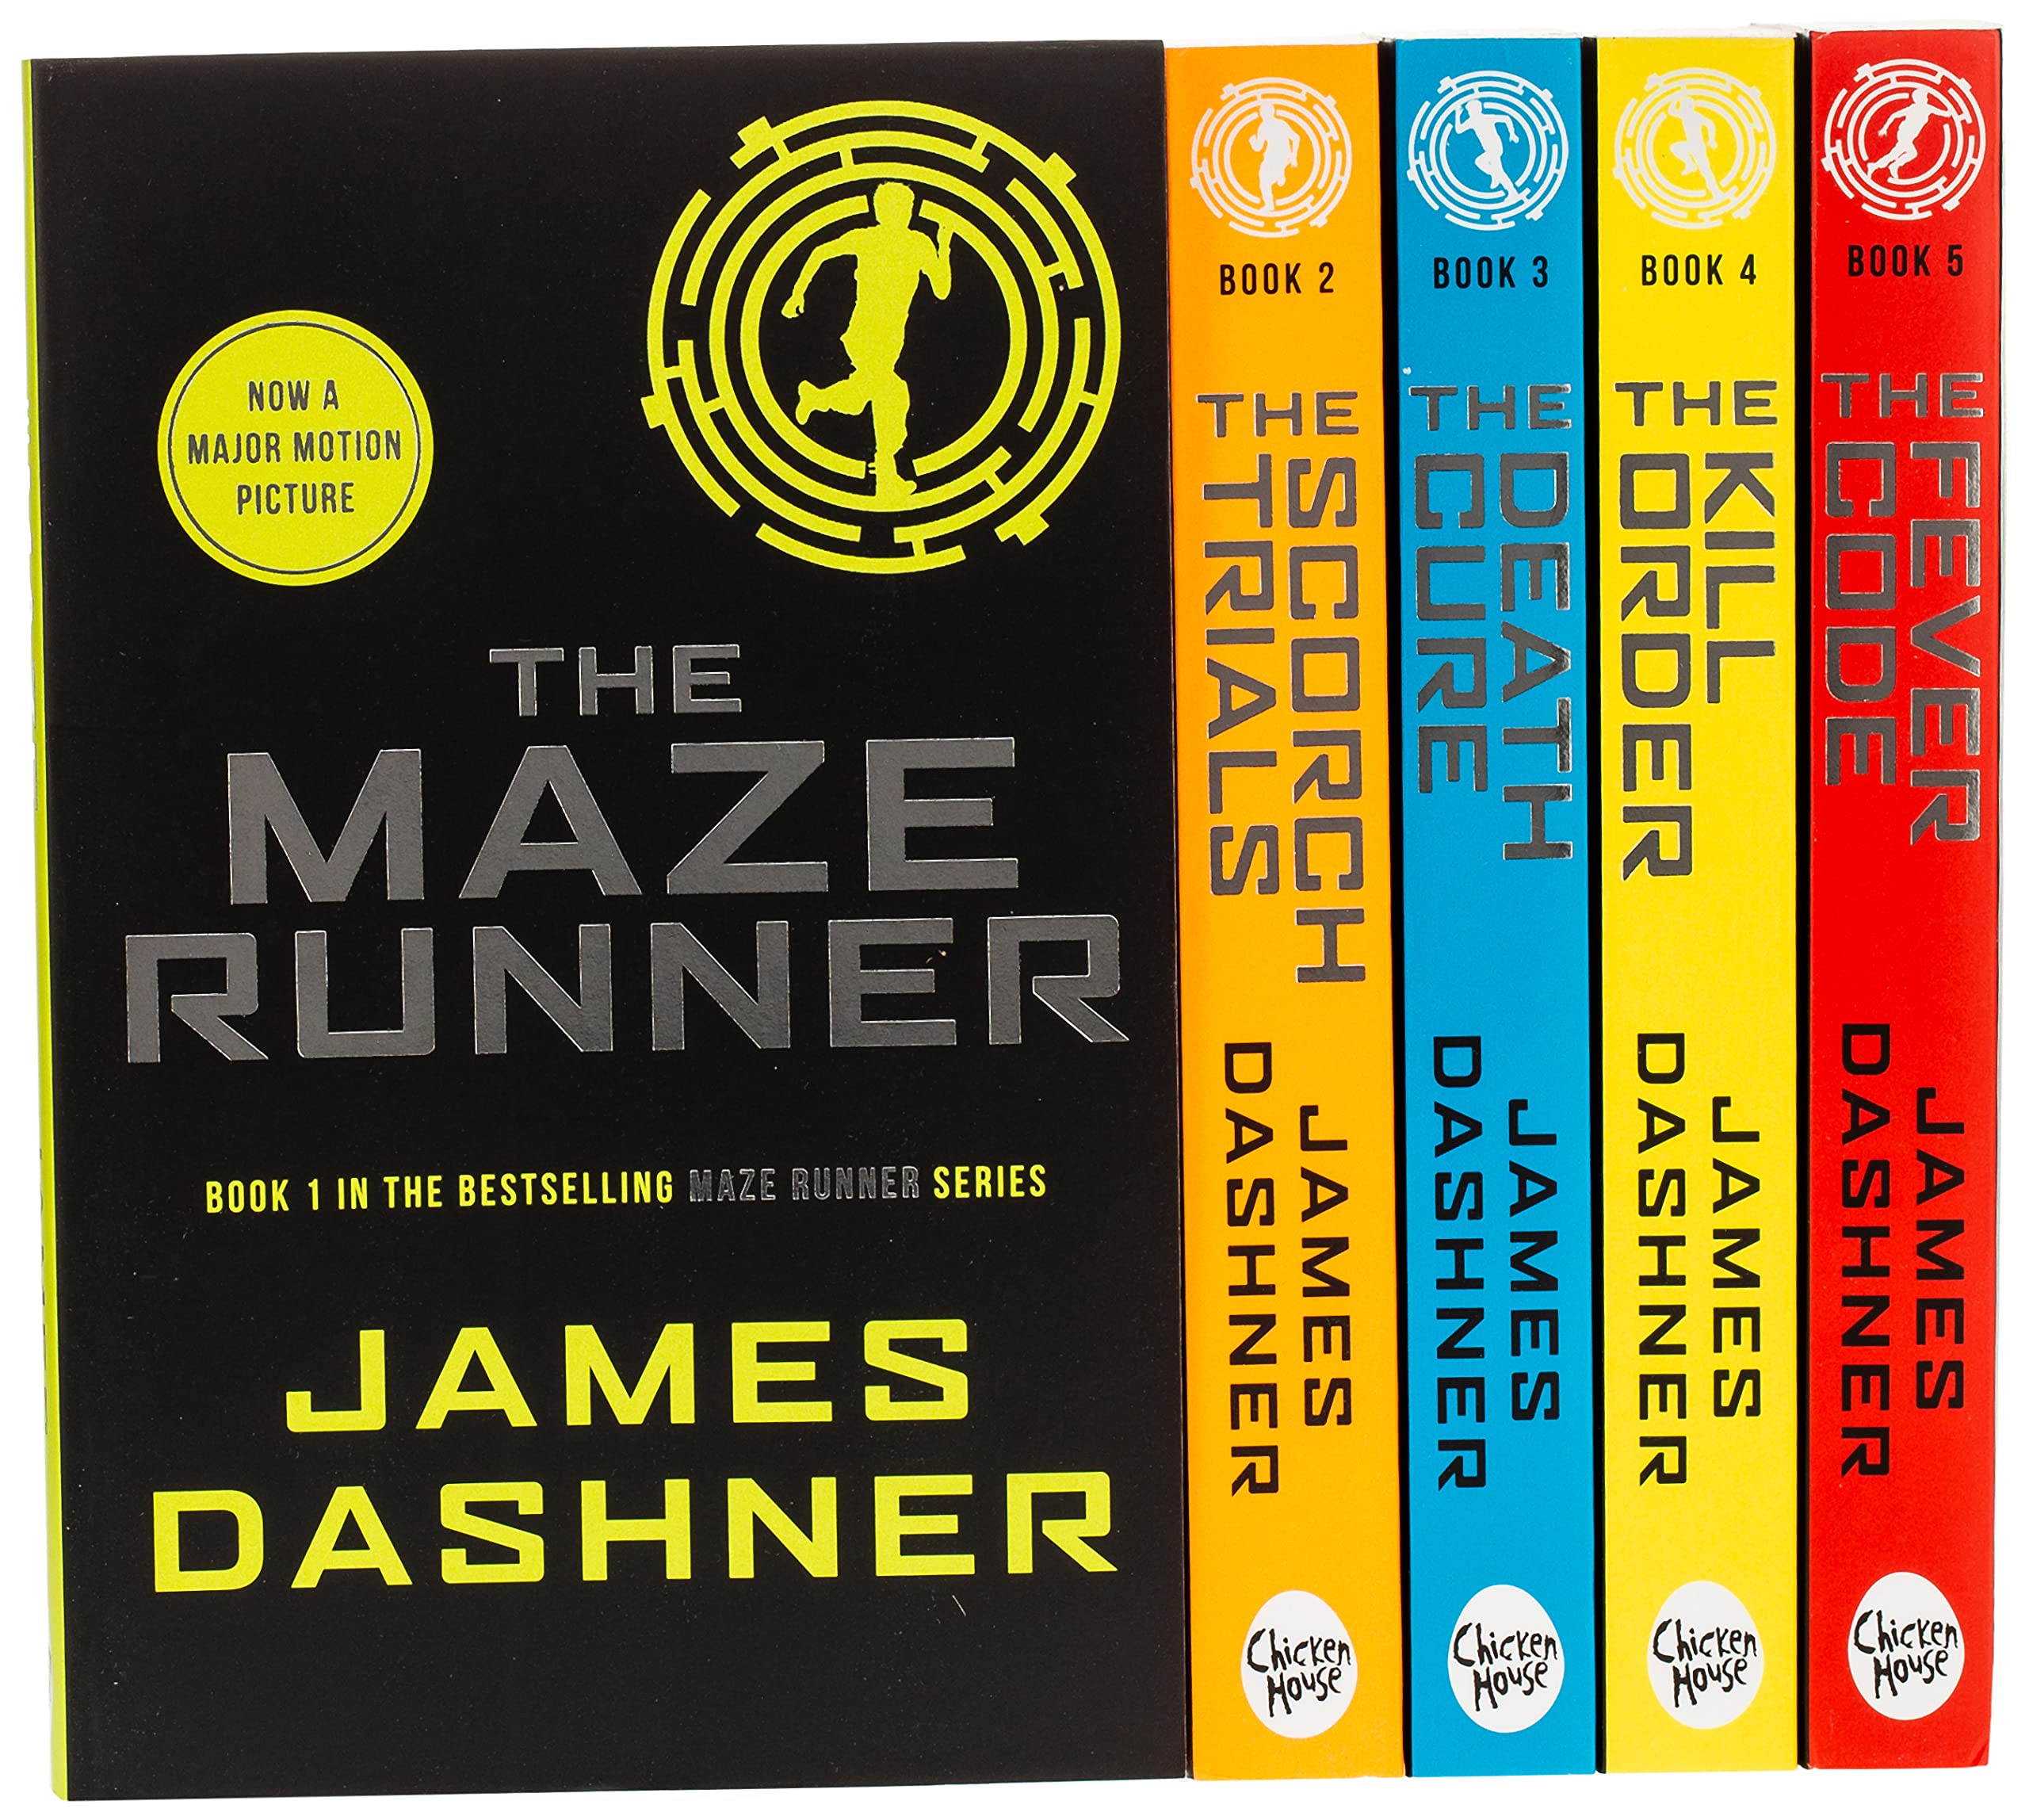 NOW A
MAJOR MOTION
PICTURE
THE
MAZE
RUNNER
BOOK 1 IN THE BESTSELLING MAZE RUNNER SERIES
JAMES
DASHNER
BOOK 2
THE
SCORCH
TRIALS
JAMES
DASHNER
Chicken
House
BOOK 3
THE
DEATH
CURE
JAMES
DASHNER
Chicken
House
BOOK 4
THE
KILL
ORDER
JAMES
DASHNER
Chicken
House
BOOK 5
THE
FEVER
CODE
JAMES
DASHNER
Chicken
House